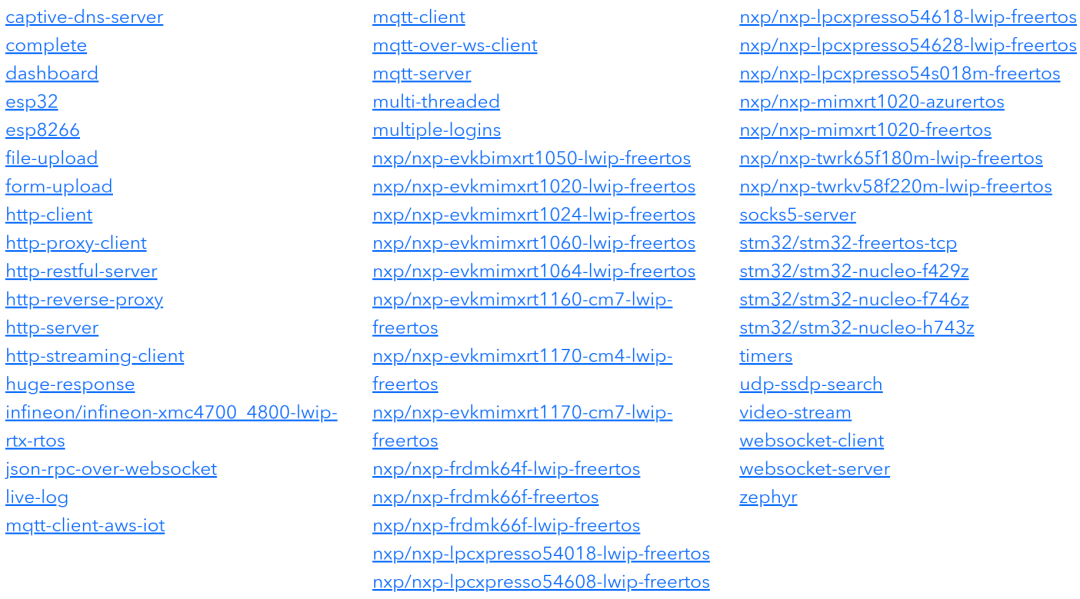 captive-dns-server
complete
dashboard
esp32
esp8266
file-upload
form-upload
http-client
http-proxy-client
http-restful-server
http-reverse-proxy
http-server
http-streaming-client
huge-response
infineon/infineon-xmc4700_4800-lwip-
rtx-rtos
json-rpc-over-websocket
live-log
mqtt-client-aws-iot
mqtt-client
mqtt-over-ws-client
mqtt-server
multi-threaded
multiple-logins
nxp/nxp-evkbimxrt1050-lwip-freertos
nxp/nxp-evkmimxrt1020-lwip-freertos
nxp/nxp-evkmimxrt1024-lwip-freertos
nxp/nxp-evkmimxrt1060-lwip-freertos
nxp/nxp-evkmimxrt1064-lwip-freertos
nxp/nxp-evkmimxrt1160-cm7-lwip-
freertos
nxp/nxp-evkmimxrt1170-cm4-lwip-
freertos
nxp/nxp-evkmimxrt1170-cm7-lwip-
freertos
nxp/nxp-frdmk64f-lwip-freertos
nxp/nxp-frdmk66f-freertos
nxp/nxp-frdmk66f-lwip-freertos
nxp/nxp-lpcxpresso54018-lwip-freertos
nxp/nxp-lpcxpresso54608-lwip-freertos
nxp/nxp-lpcxpresso54618-lwip-freertos
nxp/nxp-lpcxpresso54628-lwip-freertos
nxp/nxp-lpcxpresso54s018m-freertos
nxp/nxp-mimxrt1020-azurertos
nxp/nxp-mimxrt1020-freertos
nxp/nxp-twrk65f180m-lwip-freertos
nxp/nxp-twrkv58f220m-lwip-freertos
socks5-server
stm32/stm32-freertos-tcp
stm32/stm32-nucleo-f429z
stm32/stm32-nucleo-f746z
stm32/stm32-nucleo-h743z
timers
udp-ssdp-search
video-stream
websocket-client
websocket-server
zephyr